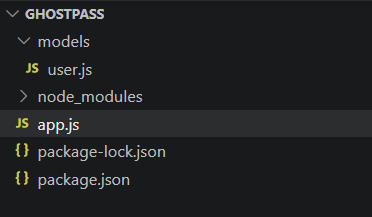 GHOSTPASS
models
JS user.js
node_modules
JS app.js
{} package-lock.json
{} package.json